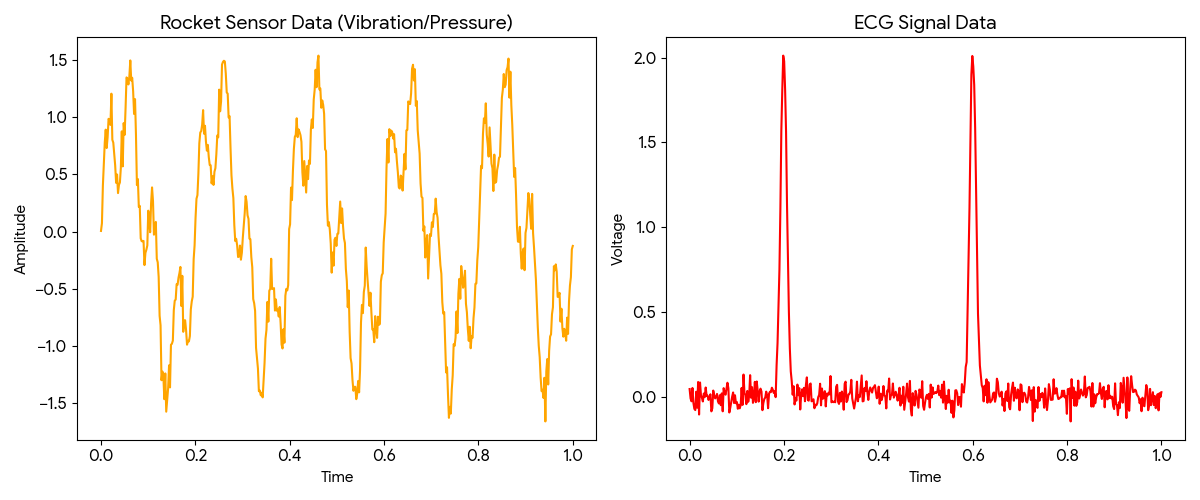 Rocket Sensor Data (Vibration/Pressure)
Amplitude
1.5
1.0
0.5
0.0
−0.5
−1.0
−1.5
0.0 0.2 0.4 0.6 0.8 1.0
Time
ECG Signal Data
Voltage
2.0
1.5
1.0
0.5
0.0
0.0 0.2 0.4 0.6 0.8 1.0
Time